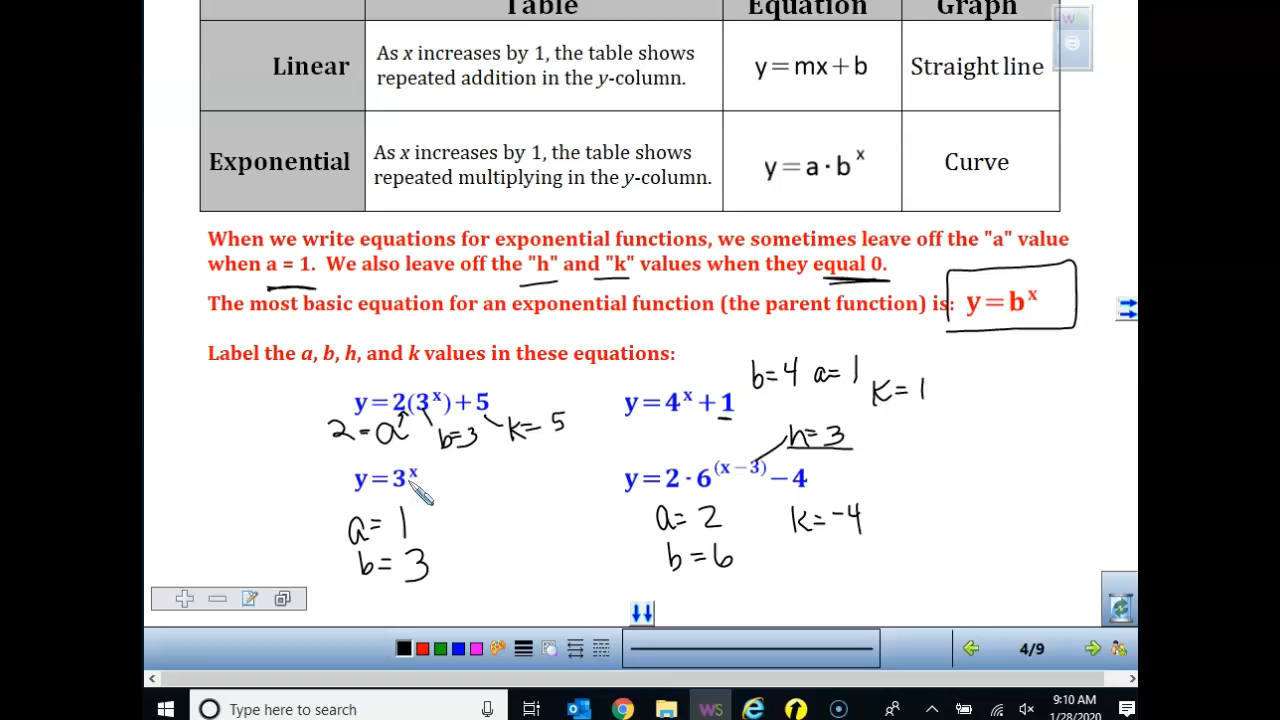 Table Equation Graph
Linear
As x increases by 1, the table shows
repeated addition in the y-column.
y=mx+b
Straight line
Exponential
As x increases by 1, the table shows
repeated multiplying in the y-column.
y=a·bˣ
Curve
When we write equations for exponential functions, we sometimes leave off the "a" value
when a = 1. We also leave off the "h" and "k" values when they equal 0.
The most basic equation for an exponential function (the parent function) is: y=bˣ
Label the a, b, h, and k values in these equations:
y=2(3ˣ)+5
2=a b=3 k=5
y=4ˣ+1
b=4 a=1 k=1
y=3ˣ
a=1
b=3
h=3
y=2·6⁽ˣ⁻³⁾−4
a=2 k=-4
b=6
4/9
Type here to search
9:10 AM
1/28/2020